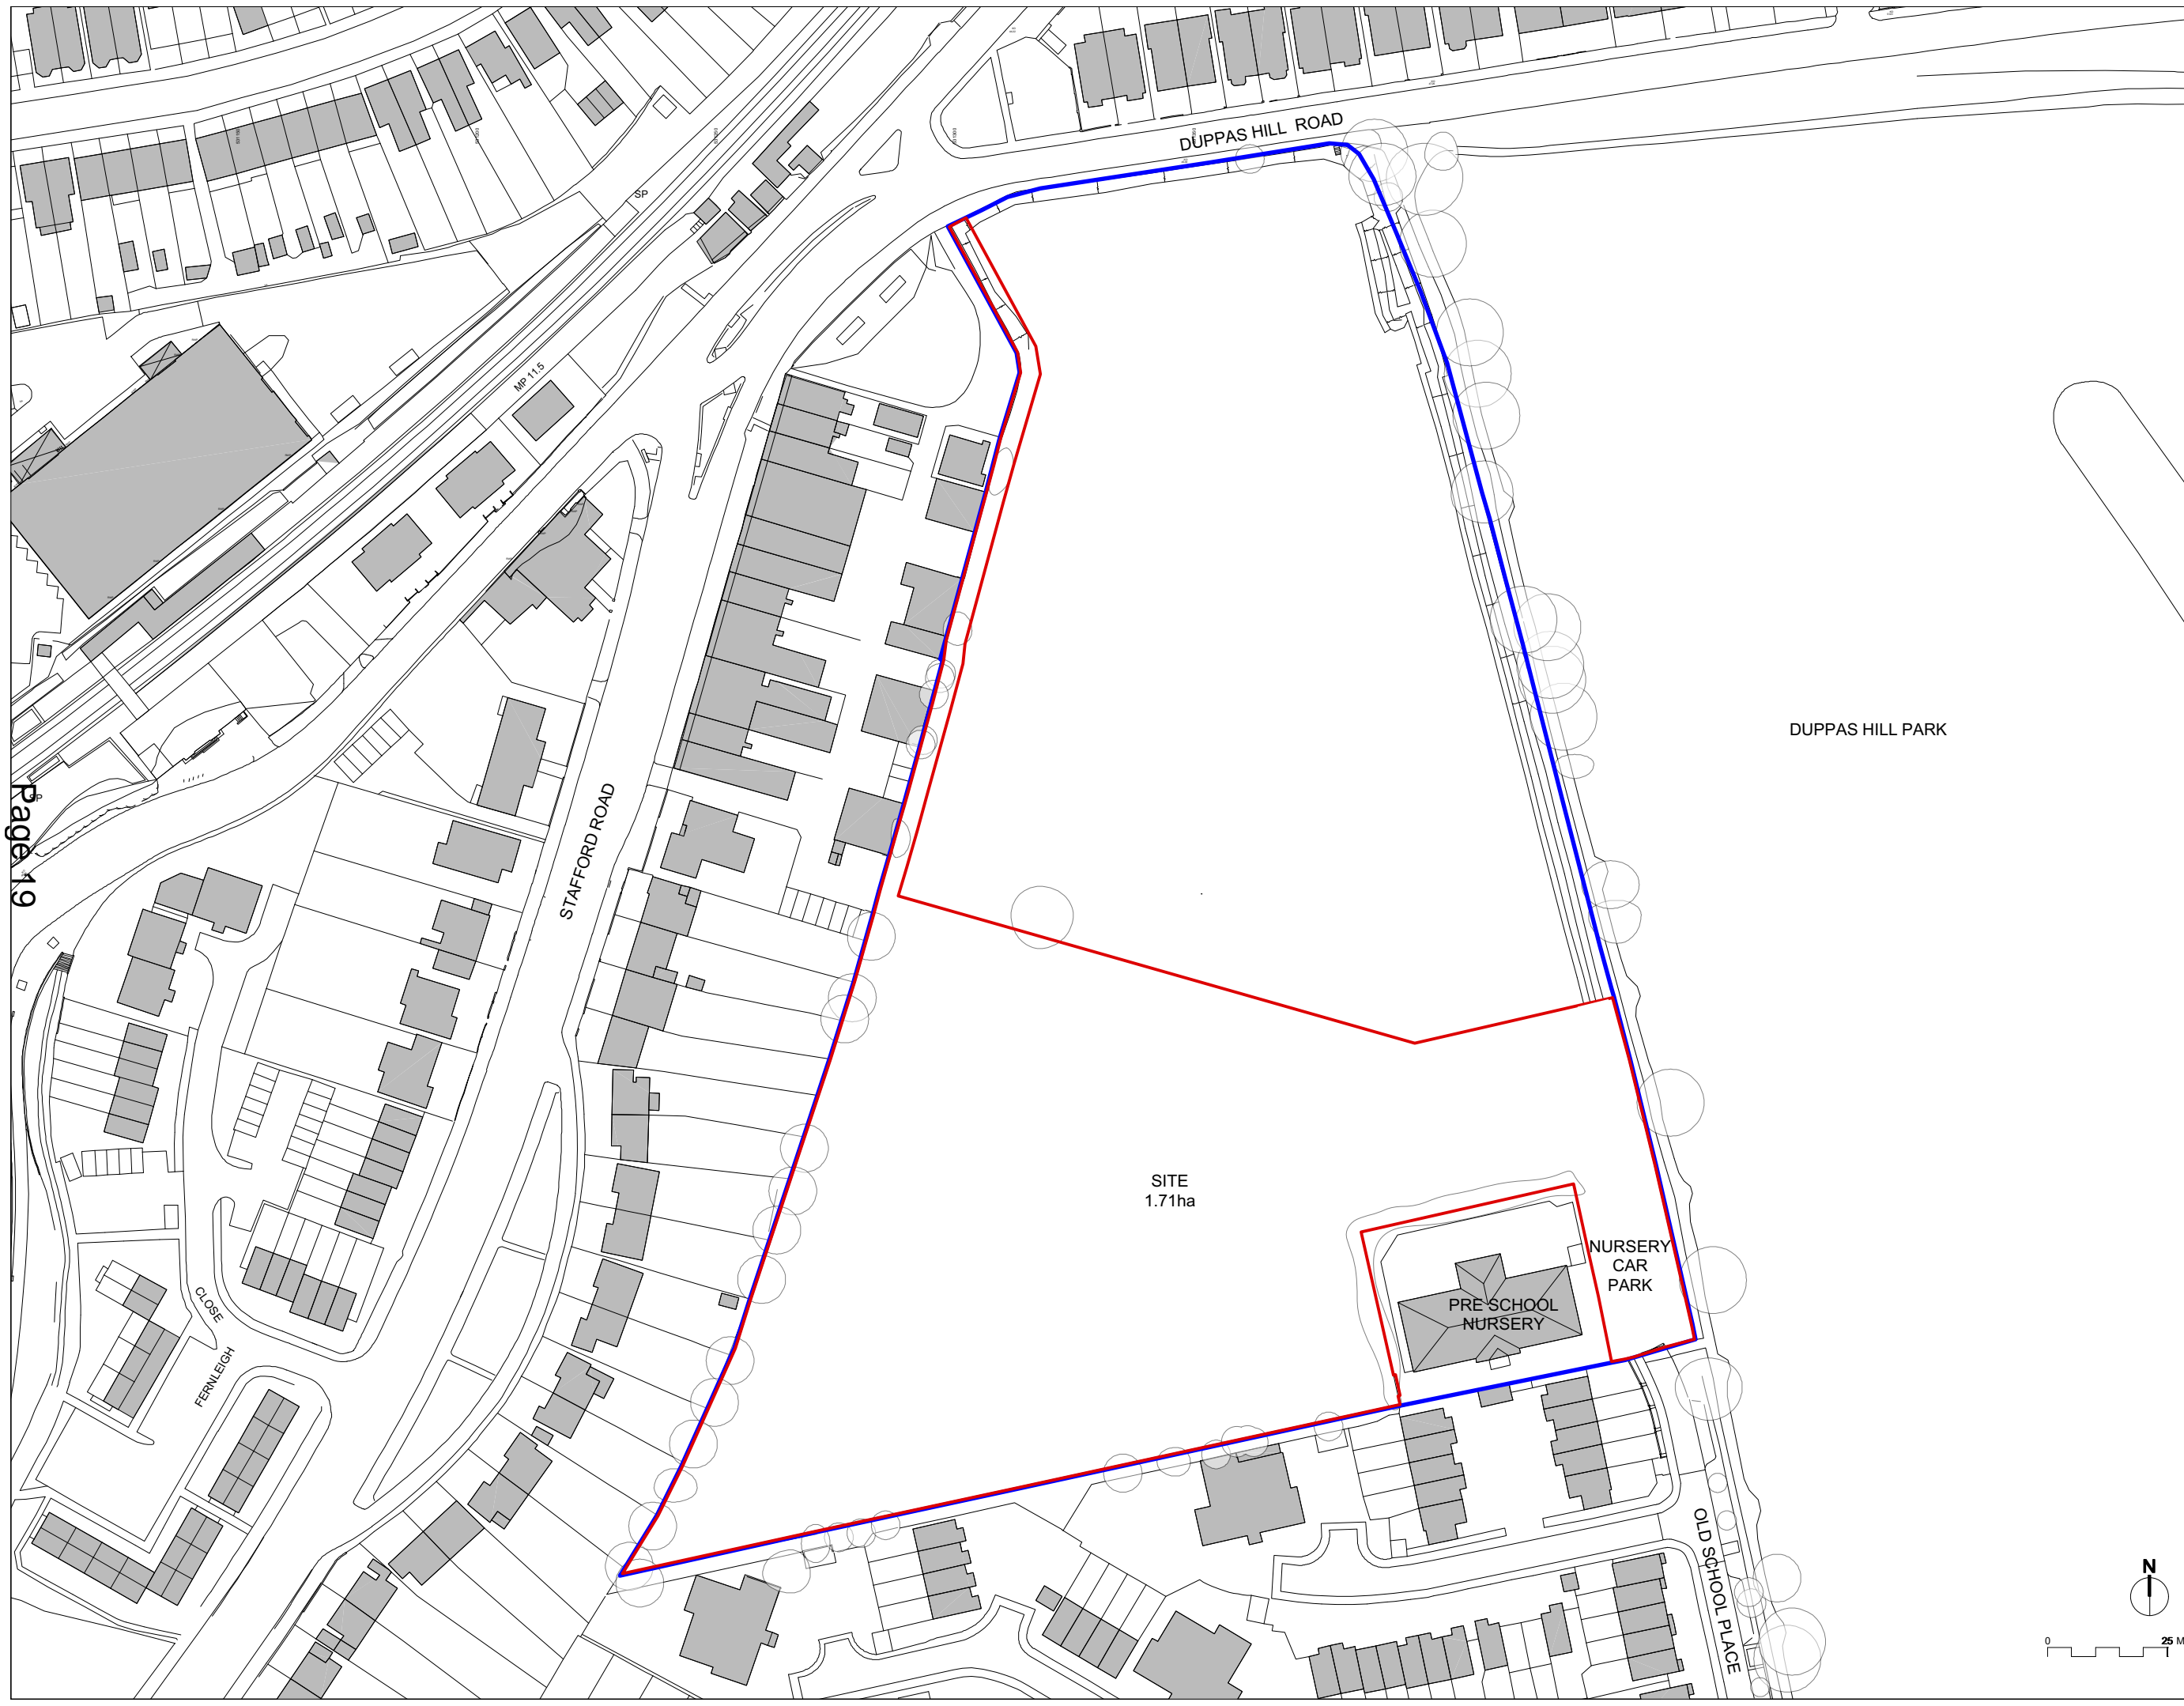 DUPPAS HILL ROAD
SP
MP 11.5
DUPPAS HILL PARK
Page 19
SP
STAFFORD ROAD
SITE
1.71ha
NURSERY
CAR
PARK
PRE SCHOOL
NURSERY
CLOSE
FERNLEIGH
OLD SCHOOL PLACE
N
0 25 M